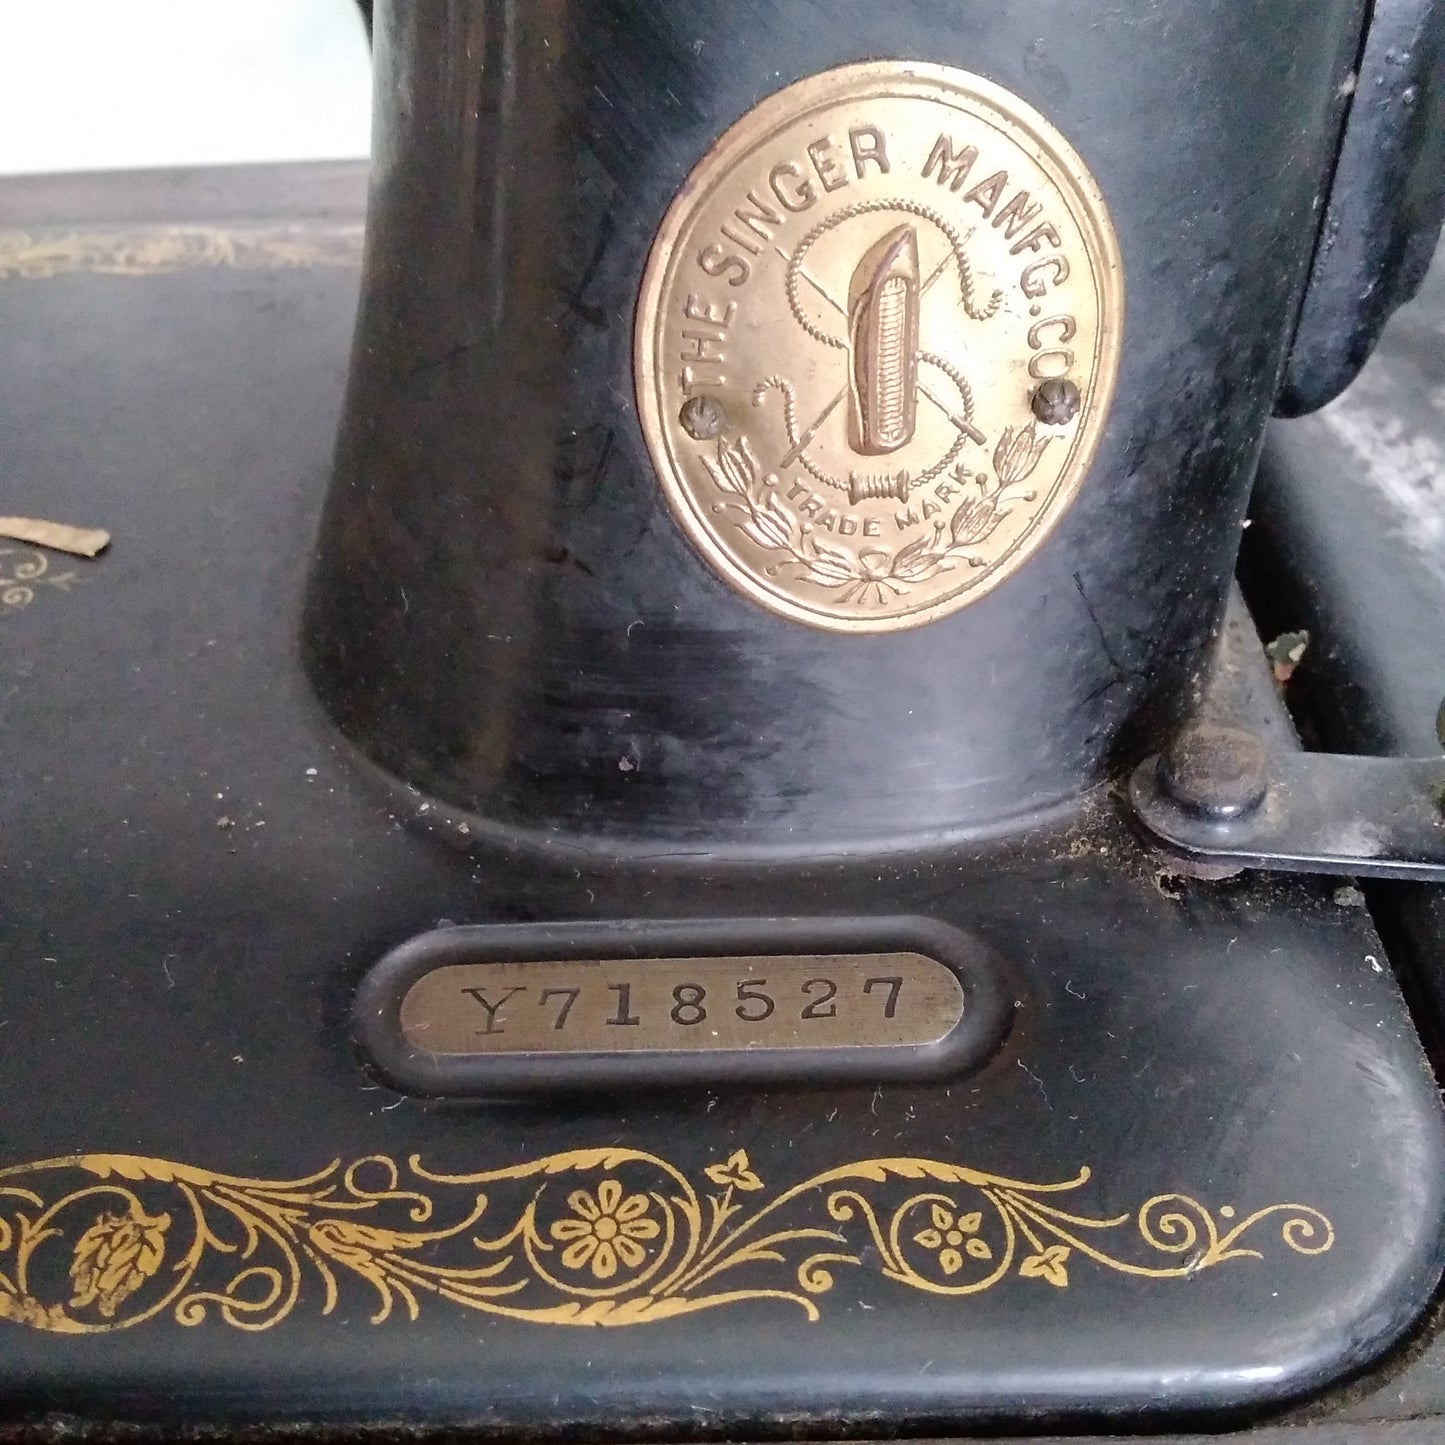 THE SINGER MANFG. CO
TRADE MARK
Y718527